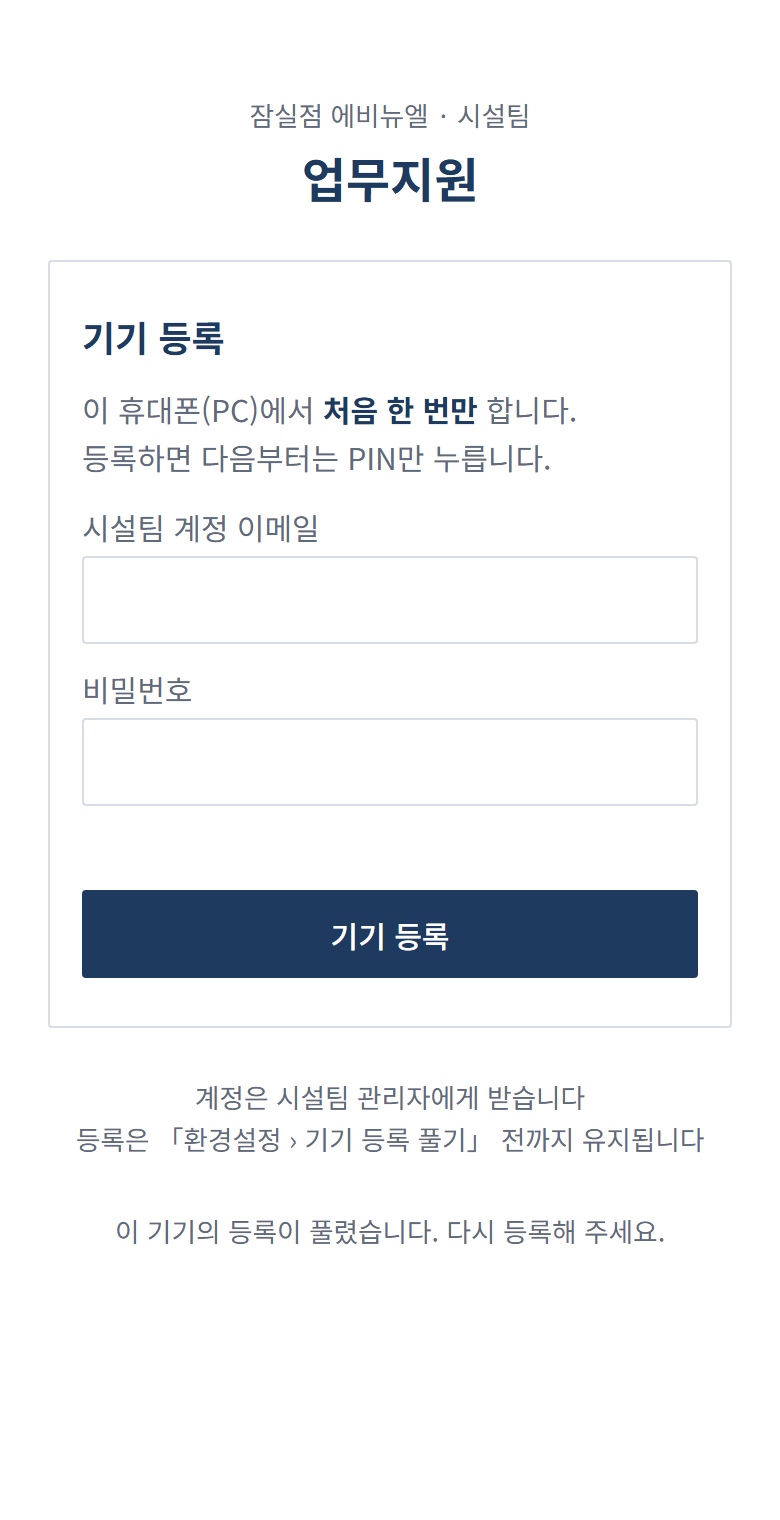 잠실점 에비뉴엘 · 시설팀
업무지원
기기 등록
이 휴대폰(PC)에서 처음 한 번만 합니다.
등록하면 다음부터는 PIN만 누릅니다.
시설팀 계정 이메일
비밀번호
기기 등록
계정은 시설팀 관리자에게 받습니다
등록은 「환경설정 › 기기 등록 풀기」 전까지 유지됩니다
이 기기의 등록이 풀렸습니다. 다시 등록해 주세요.